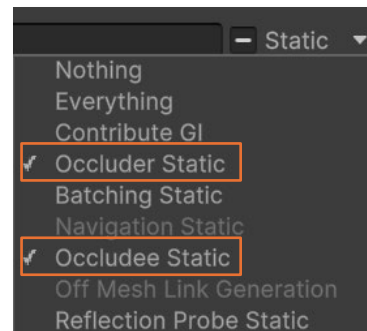 Static
Nothing
Everything
Contribute GI
Occluder Static
Batching Static
Navigation Static
Occludee Static
Off Mesh Link Generation
Reflection Probe Static